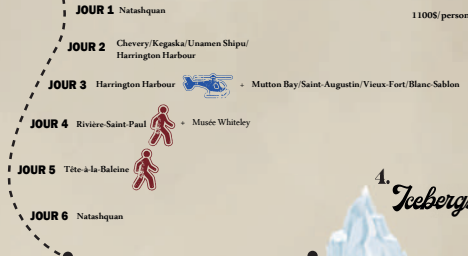 JOUR 1 Natashquan
1100$/person
JOUR 2 Chevery/Kegaska/Unamen Shipu/
Harrington Harbour
JOUR 3 Harrington Harbour + Mutton Bay/Saint-Augustin/Vieux-Fort/Blanc-Sablon
JOUR 4 Rivière-Saint-Paul + Musée Whiteley
JOUR 5 Tête-à-la-Baleine
4.
Icebergs
JOUR 6 Natashquan